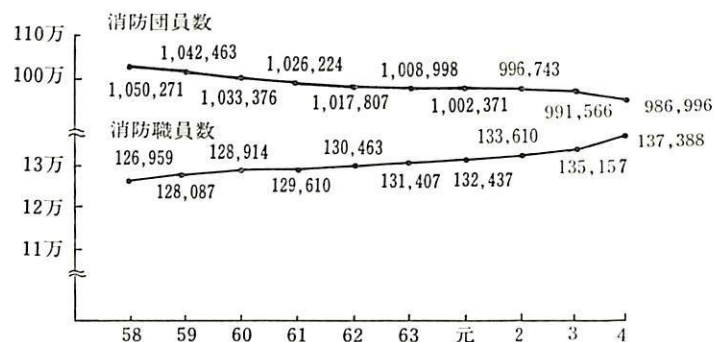 消防団員数
110万
1,042,463 1,026,224 1,008,998 996,743
100万
1,050,271 1,033,376 1,017,807 1,002,371 991,566 986,996
消防職員数
126,959 128,914 130,463 133,610 137,388
13万
128,087 129,610 131,407 132,437 135,157
12万
11万
58 59 60 61 62 63 元 2 3 4